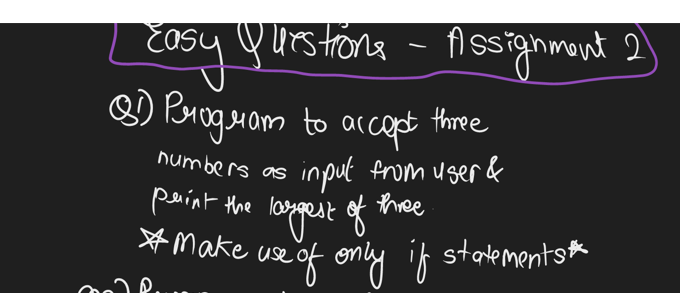 Easy Questions - Assignment 2
Q1) Program to accept three
numbers as input from user &
print the largest of three
*Make use of only if statements*